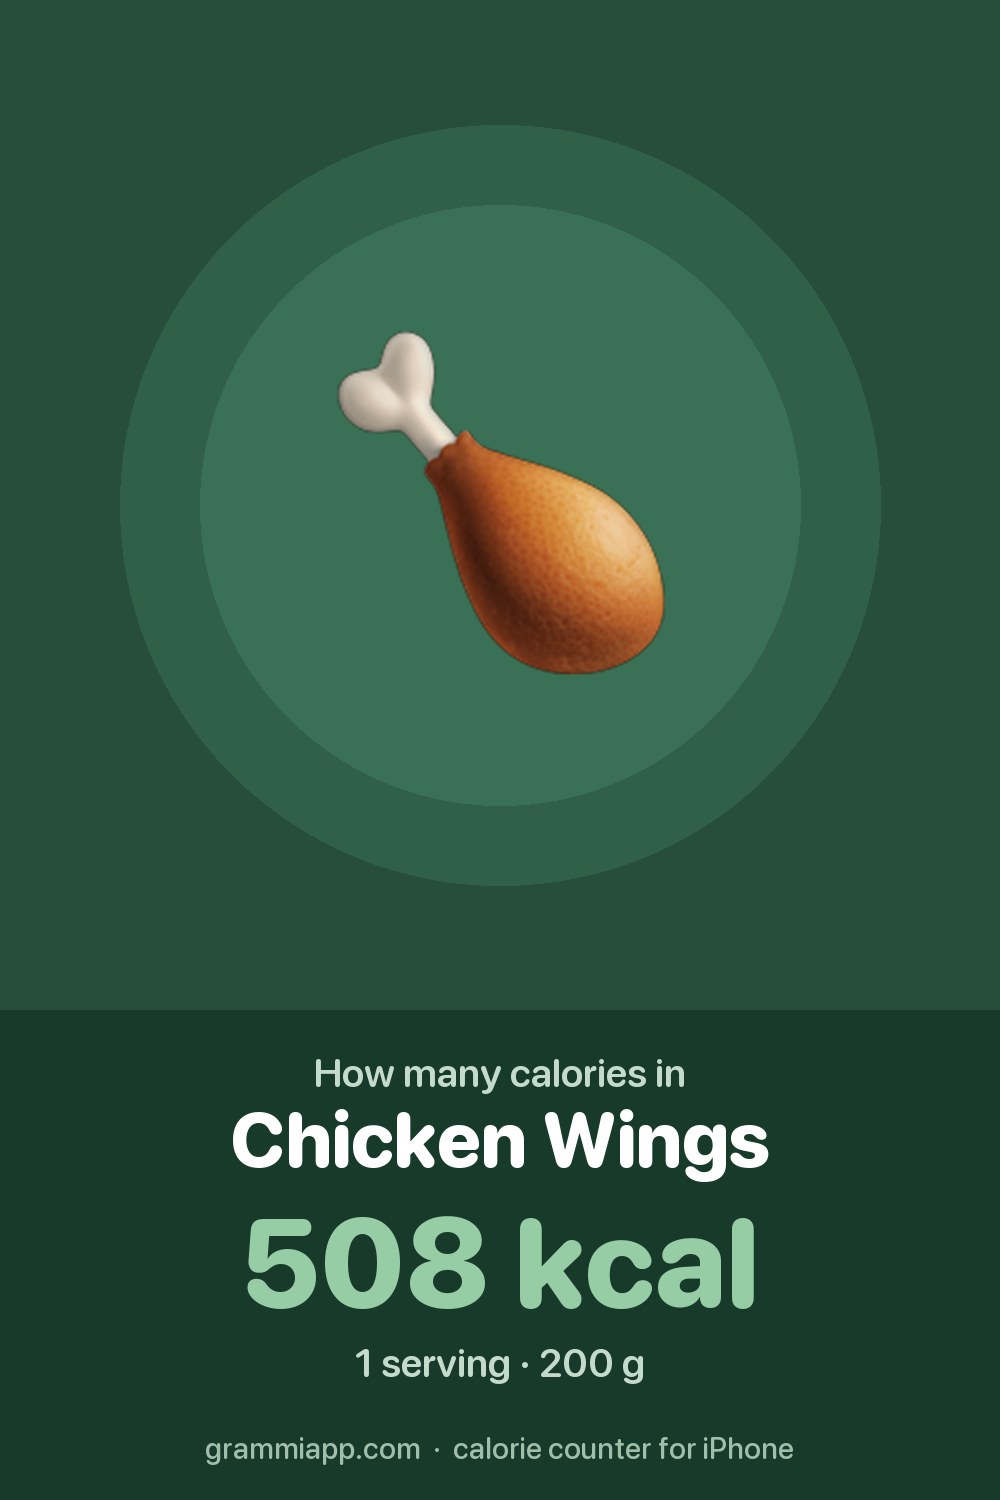 How many calories in
Chicken Wings
508 kcal
1 serving · 200 g
grammiapp.com · calorie counter for iPhone